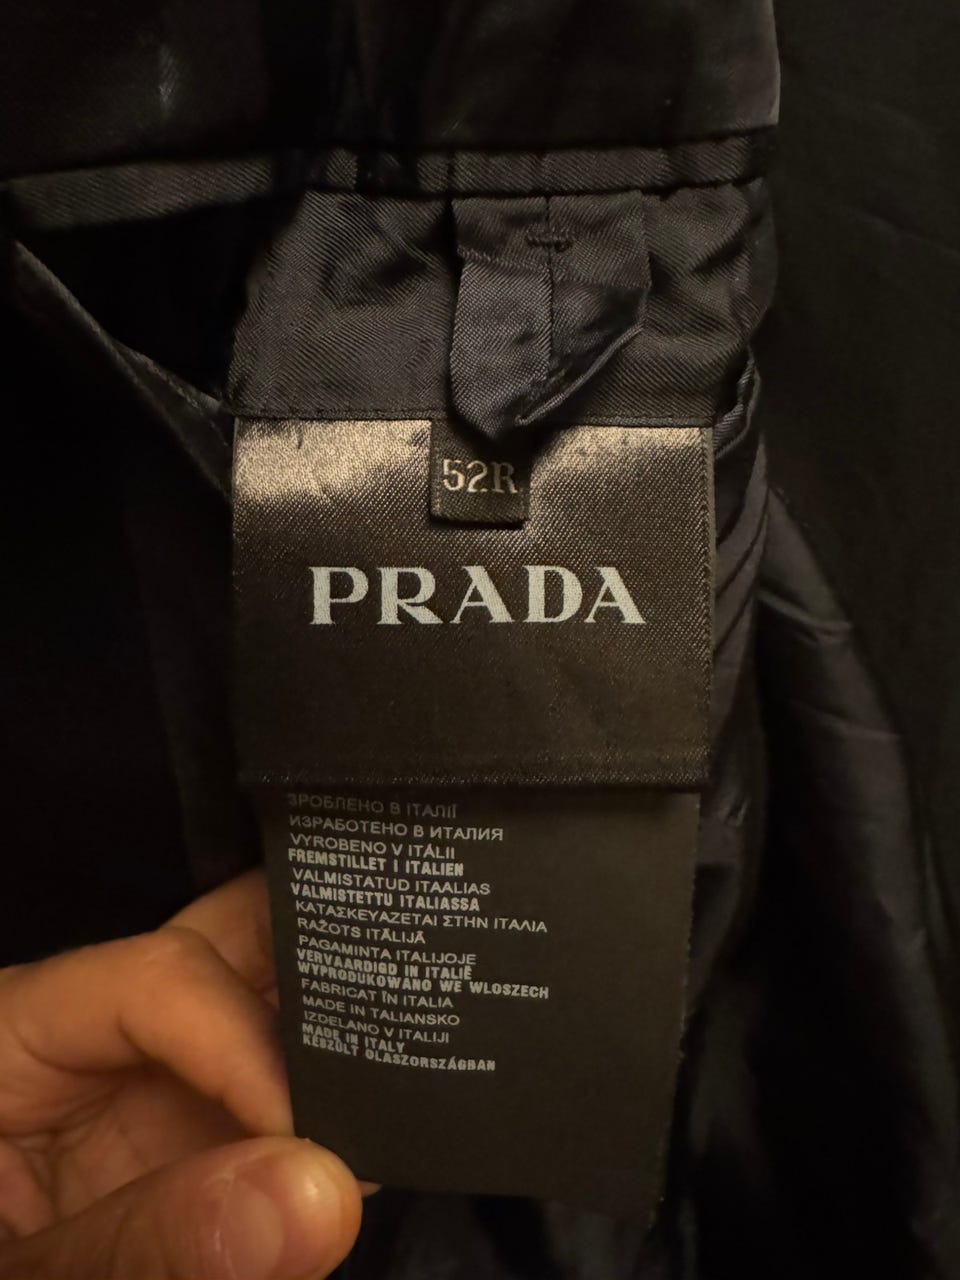 52R
PRADA
ЗРОБЛЕНО В ІТАЛІЇ
ИЗРАБОТЕНО В ИТАЛИЯ
VYROBENO V ITÁLII
FREMSTILLET I ITALIEN
VALMISTATUD ITAALIAS
VALMISTETTU ITALIASSA
ΚΑΤΑΣΚΕΥΑΖΕΤΑΙ ΣΤΗΝ ΙΤΑΛΙΑ
RAŽOTS ITĀLIJĀ
PAGAMINTA ITALIJOJE
VERVAARDIGD IN ITALIË
WYPRODUKOWANO WE WLOSZECH
FABRICAT ÎN ITALIA
MADE IN TALIANSKO
IZDELANO V ITALIJI
MADE IN ITALY
KÉSZÜLT OLASZORSZÁGBAN